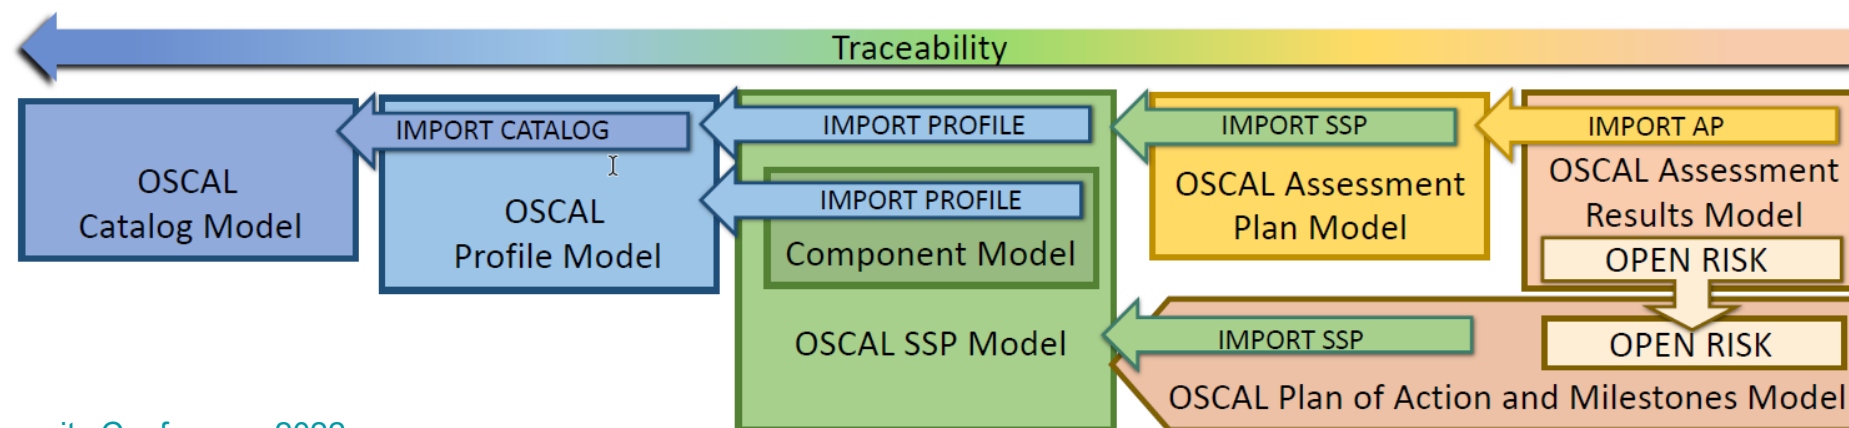 Traceability
IMPORT CATALOG
OSCAL
Catalog Model
OSCAL
Profile Model
IMPORT PROFILE
IMPORT PROFILE
Component Model
OSCAL SSP Model
IMPORT SSP
OSCAL Assessment
Plan Model
IMPORT AP
OSCAL Assessment
Results Model
OPEN RISK
IMPORT SSP
OPEN RISK
OSCAL Plan of Action and Milestones Model